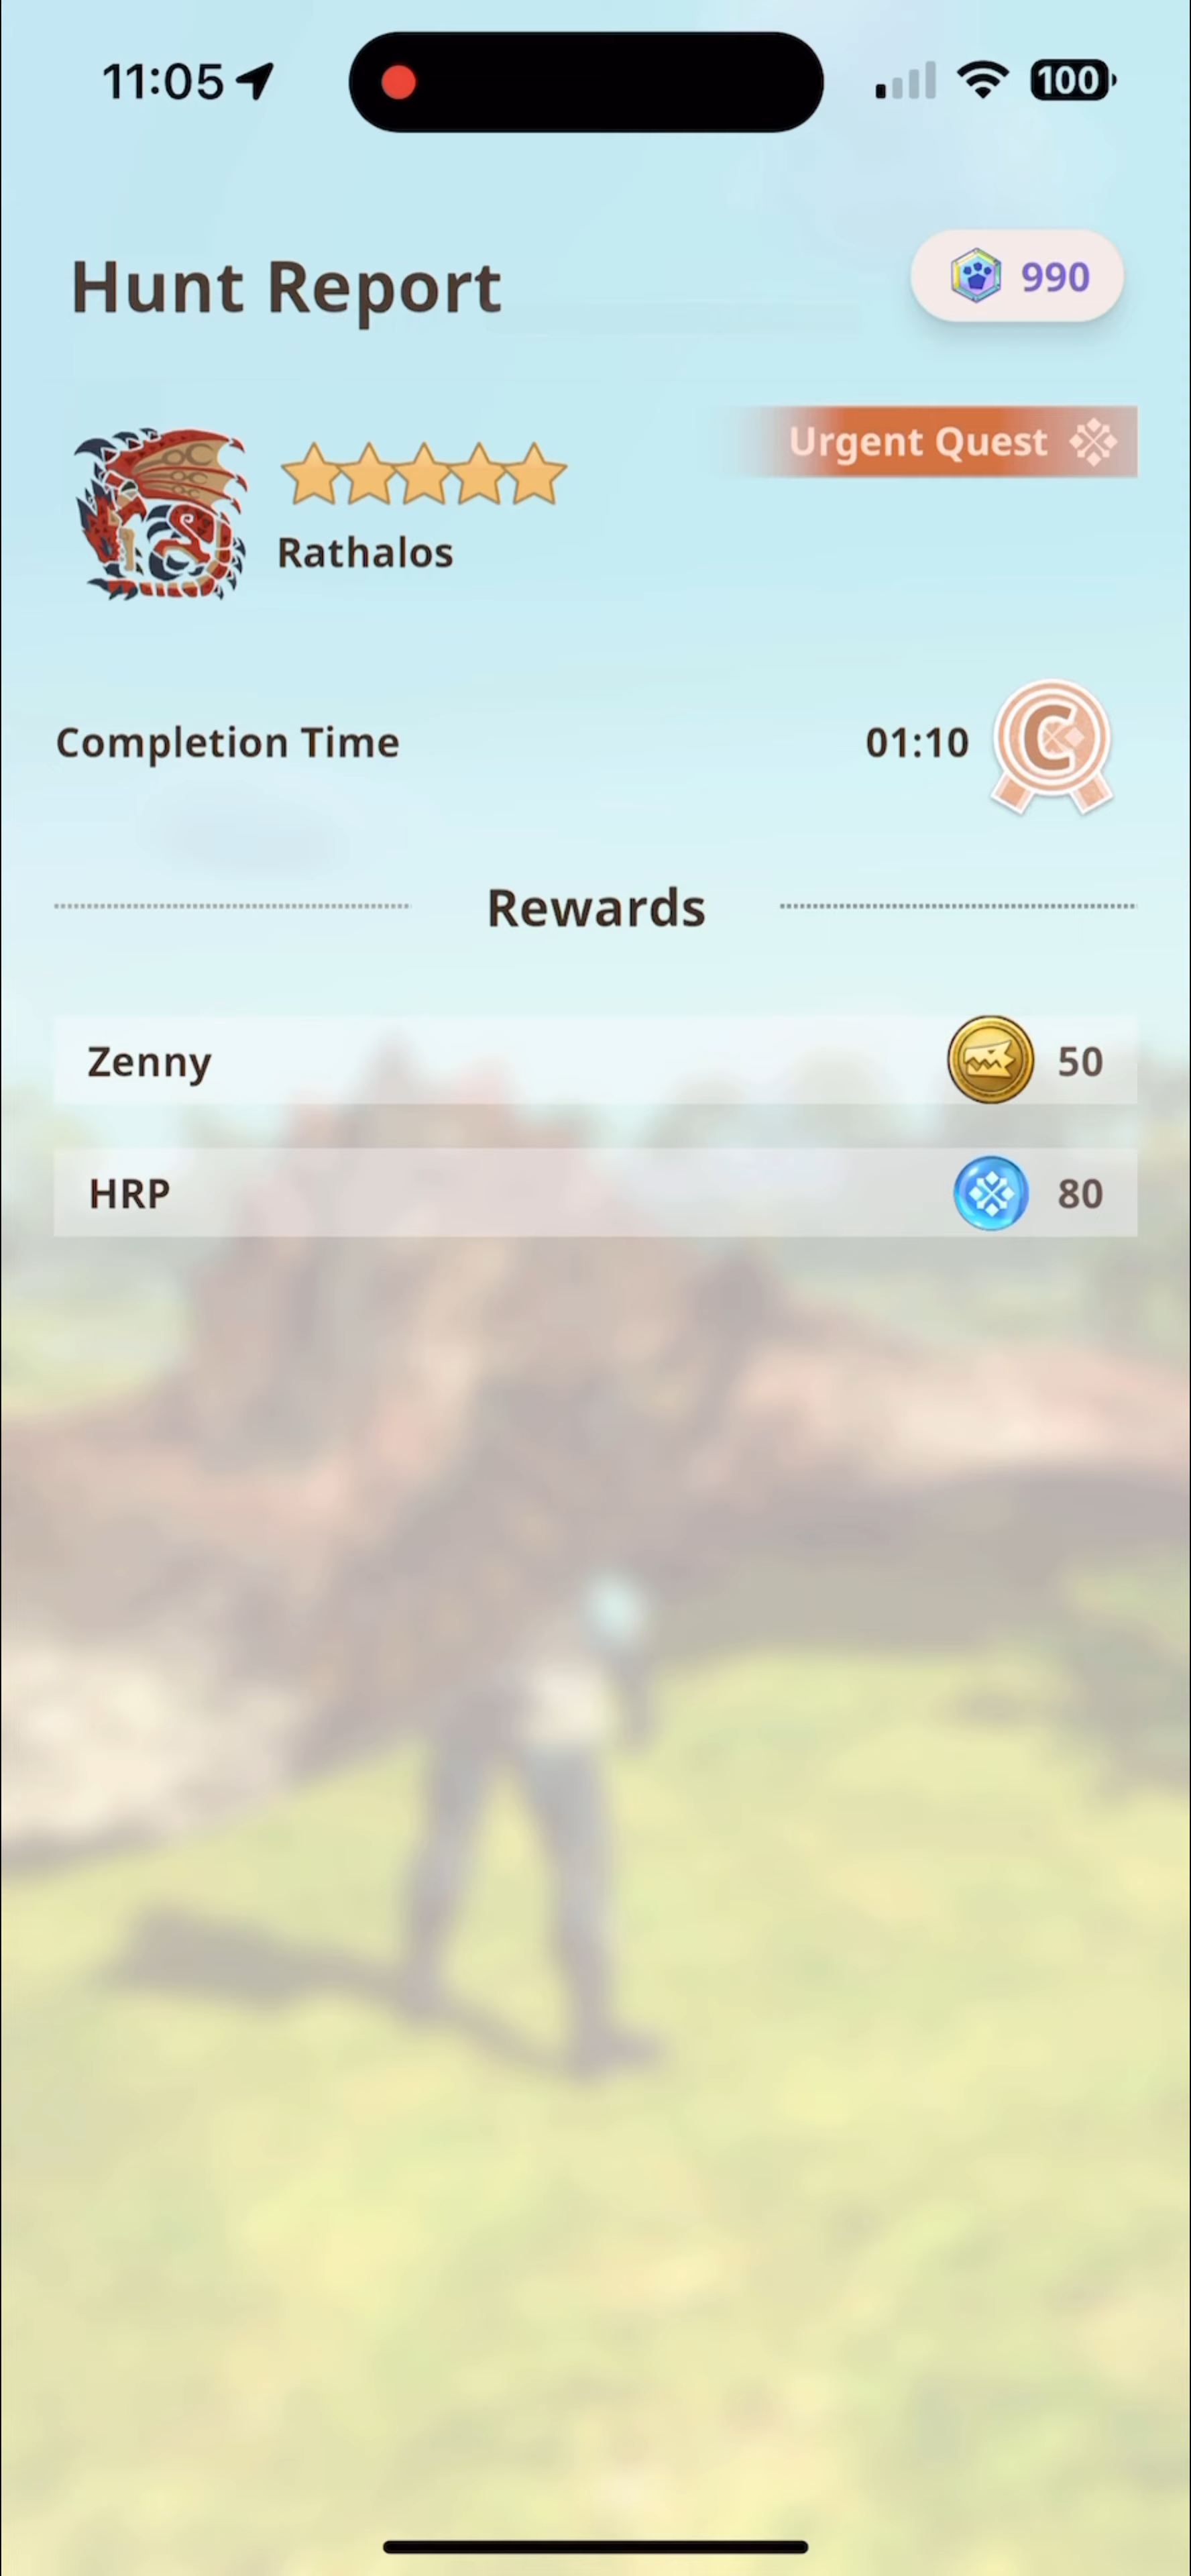 11:05
100
Hunt Report
990
Urgent Quest
Rathalos
Completion Time
01:10
C
Rewards
Zenny
50
HRP
80